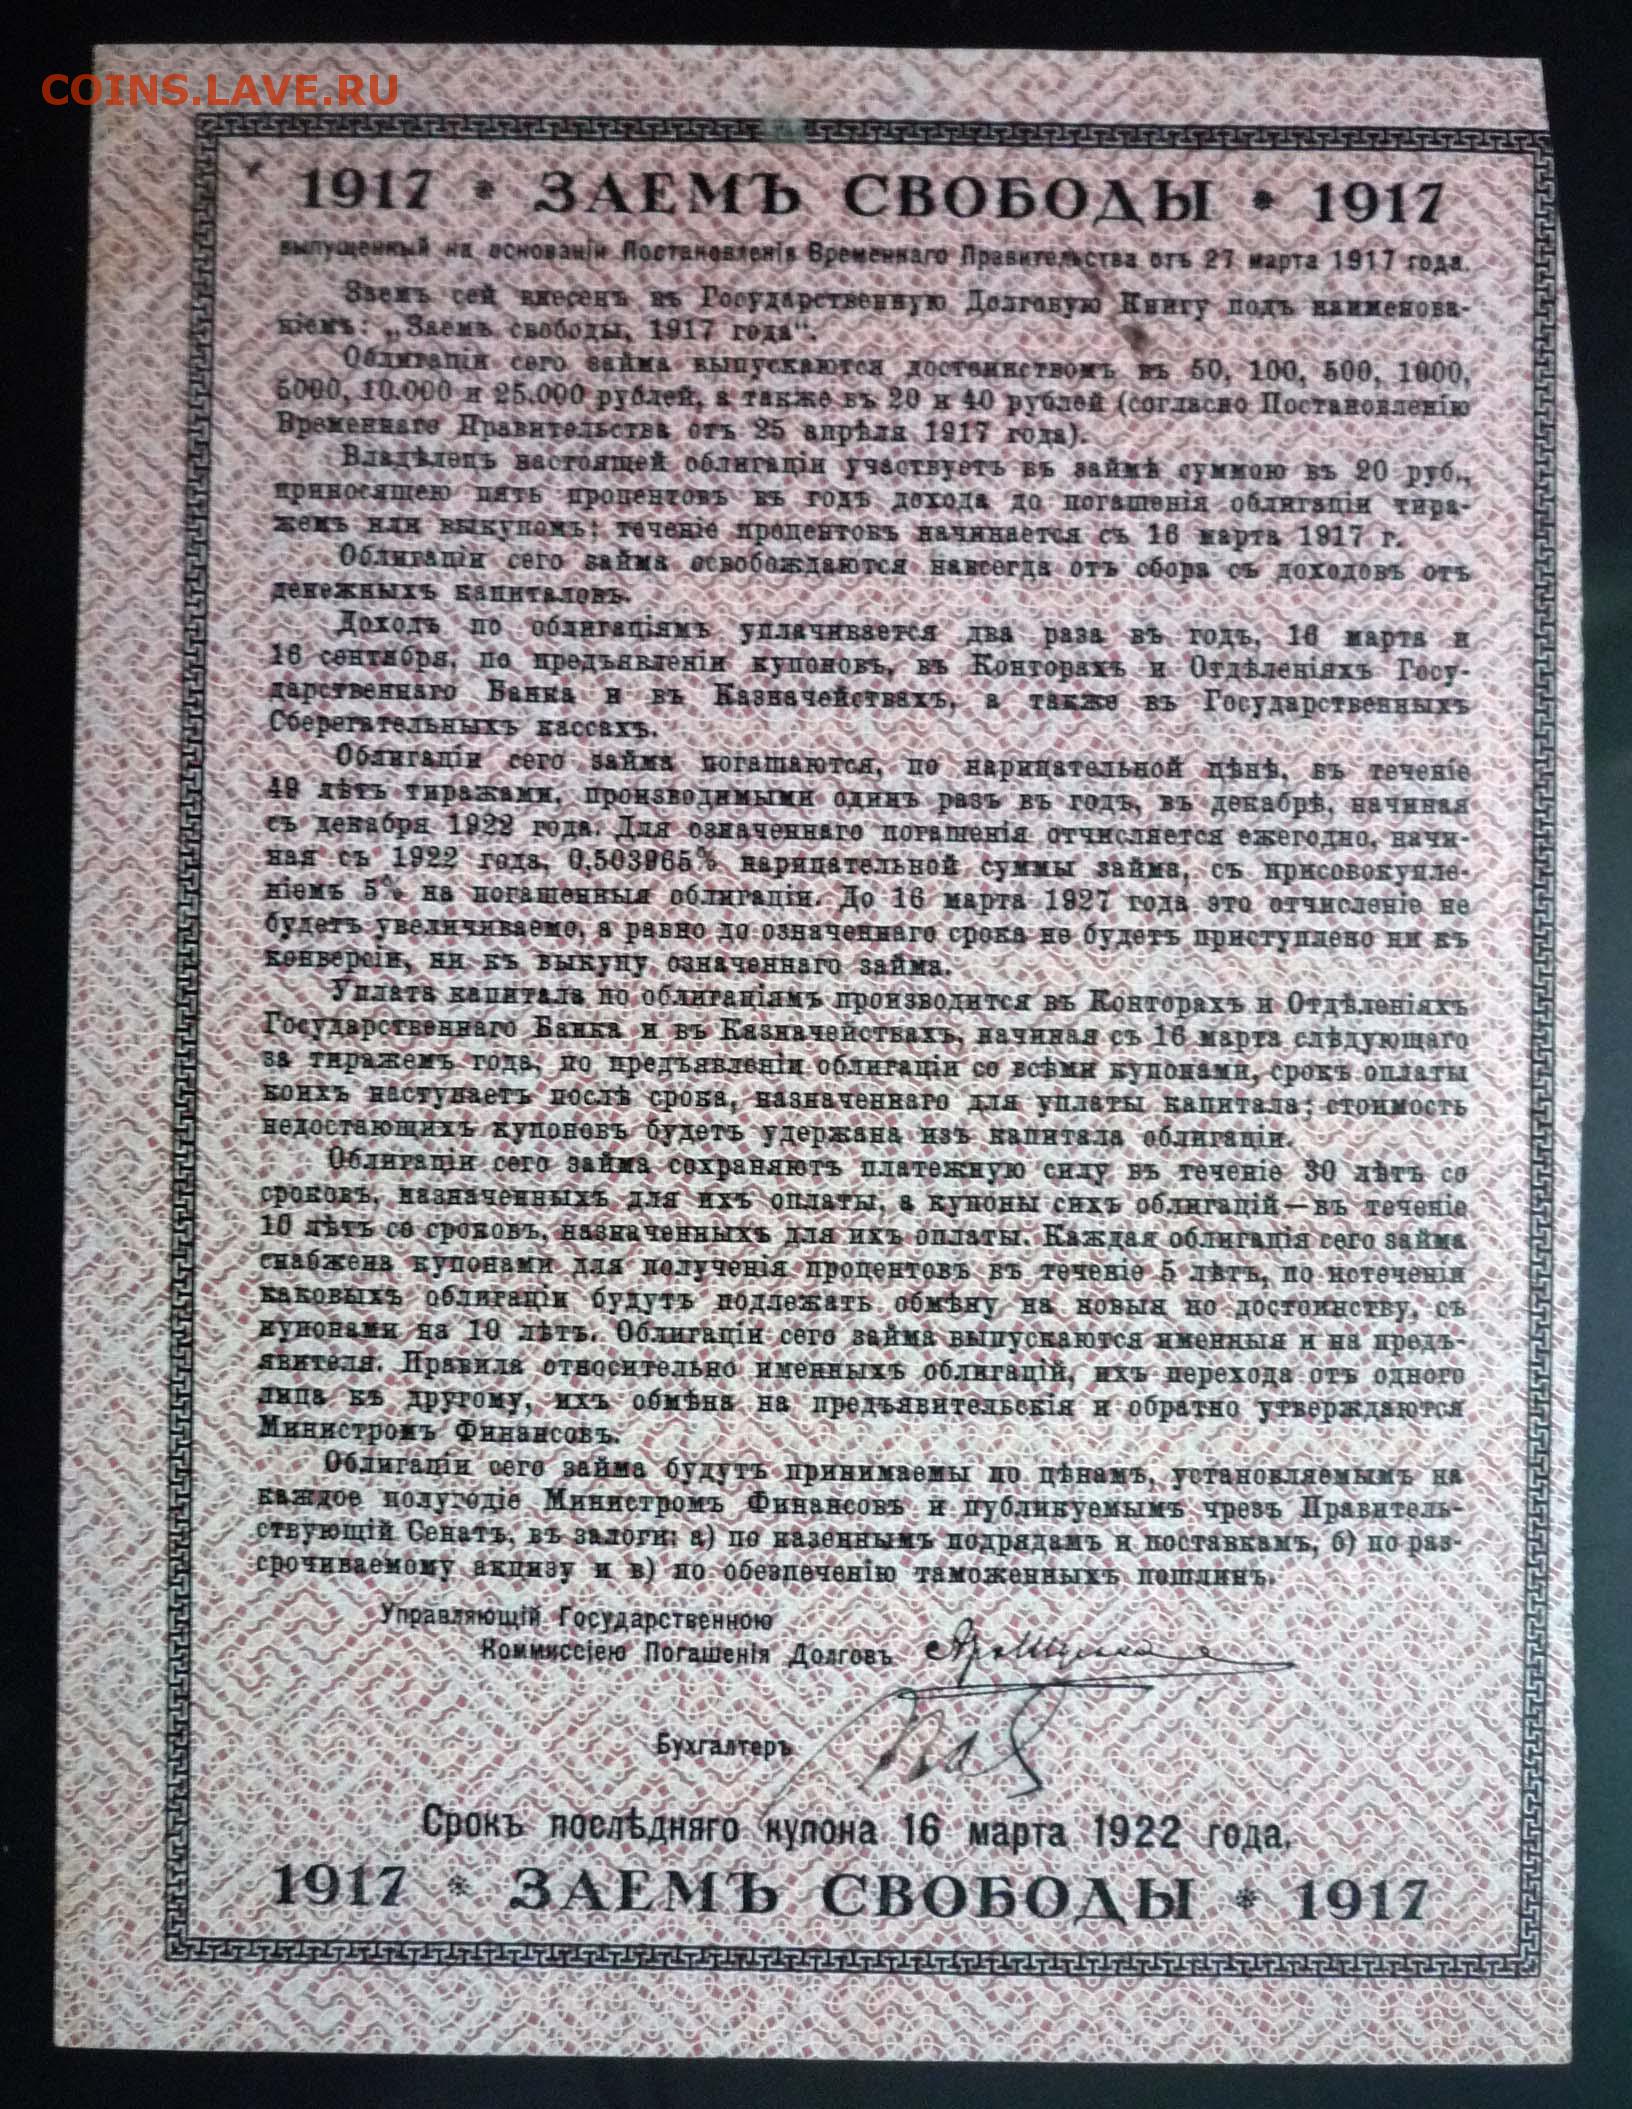 COINS.LAVE.RU
1917 * ЗАЕМЪ СВОБОДЫ * 1917
выпущенный на основаніи Постановленія Временнаго Правительства отъ 27 марта 1917 года.
Заемъ сей внесенъ въ Государственную Долговую Книгу подъ наименова-
ніемъ: „Заемъ свободы, 1917 года“.
Облигаціи сего займа выпускаются достоинствомъ въ 50, 100, 500, 1000,
5000, 10.000 и 25.000 рублей, а также въ 20 и 40 рублей (согласно Постановленію
Временнаго Правительства отъ 25 апрѣля 1917 года).
Владѣлецъ настоящей облигаціи участвуетъ въ займѣ суммою въ 20 руб.,
приносящею пять процентовъ въ годъ дохода до погашенія облигаціи тира-
жемъ или выкупомъ; теченіе процентовъ начинается съ 16 марта 1917 г.
Облигаціи сего займа освобождаются навсегда отъ сбора съ доходовъ отъ
денежныхъ капиталовъ.
Доходъ по облигаціямъ уплачивается два раза въ годъ, 16 марта и
16 сентября, по предъявленіи купоновъ, въ Конторахъ и Отдѣленіяхъ Госу-
дарственнаго Банка и въ Казначействахъ, а также въ Государственныхъ
Сберегательныхъ кассахъ.
Облигаціи сего займа погашаются, по нарицательной цѣнѣ, въ теченіе
49 лѣтъ тиражами, производимыми одинъ разъ въ годъ, въ декабрѣ, начиная
съ декабря 1922 года. Для означеннаго погашенія отчисляется ежегодно, начи-
ная съ 1922 года, 0,503965% нарицательной суммы займа, съ присовокупле-
ніемъ 5% на погашенныя облигаціи. До 16 марта 1927 года это отчисленіе не
будетъ увеличиваемо, а равно до означеннаго срока не будетъ приступлено ни къ
конверсіи, ни къ выкупу означеннаго займа.
Уплата капитала по облигаціямъ производится въ Конторахъ и Отдѣленіяхъ
Государственнаго Банка и въ Казначействахъ, начиная съ 16 марта слѣдующаго
за тиражемъ года, по предъявленіи облигаціи со всѣми купонами, срокъ оплаты
коихъ наступаетъ послѣ срока, назначеннаго для уплаты капитала; стоимость
недостающихъ купоновъ будетъ удержана изъ капитала облигаціи.
Облигаціи сего займа сохраняютъ платежную силу въ теченіе 30 лѣтъ со
сроковъ, назначенныхъ для ихъ оплаты, а купоны сихъ облигацій—въ теченіе
10 лѣтъ со сроковъ, назначенныхъ для ихъ оплаты. Каждая облигація сего займа
снабжена купонами для полученія процентовъ въ теченіе 5 лѣтъ, по истеченіи
каковыхъ облигаціи будутъ подлежать обмѣну на новыя по достоинству, съ
купонами на 10 лѣтъ. Облигаціи сего займа выпускаются именныя и на предъ-
явителя. Правила относительно именныхъ облигацій, ихъ перехода отъ одного
лица къ другому, ихъ обмѣна на предъявительскія и обратно утверждаются
Министромъ Финансовъ.
Облигаціи сего займа будутъ принимаемы по цѣнамъ, установляемымъ на
каждое полугодіе Министромъ Финансовъ и публикуемымъ чрезъ Правитель-
ствующій Сенатъ, въ залоги: а) по казеннымъ подрядамъ и поставкамъ, б) по раз-
срочиваемому акцизу и в) по обезпеченію таможенныхъ пошлинъ.
Управляющій Государственною
Коммиссіею Погашенія Долговъ
Бухгалтеръ
Срокъ послѣдняго купона 16 марта 1922 года.
1917 * ЗАЕМЪ СВОБОДЫ * 1917